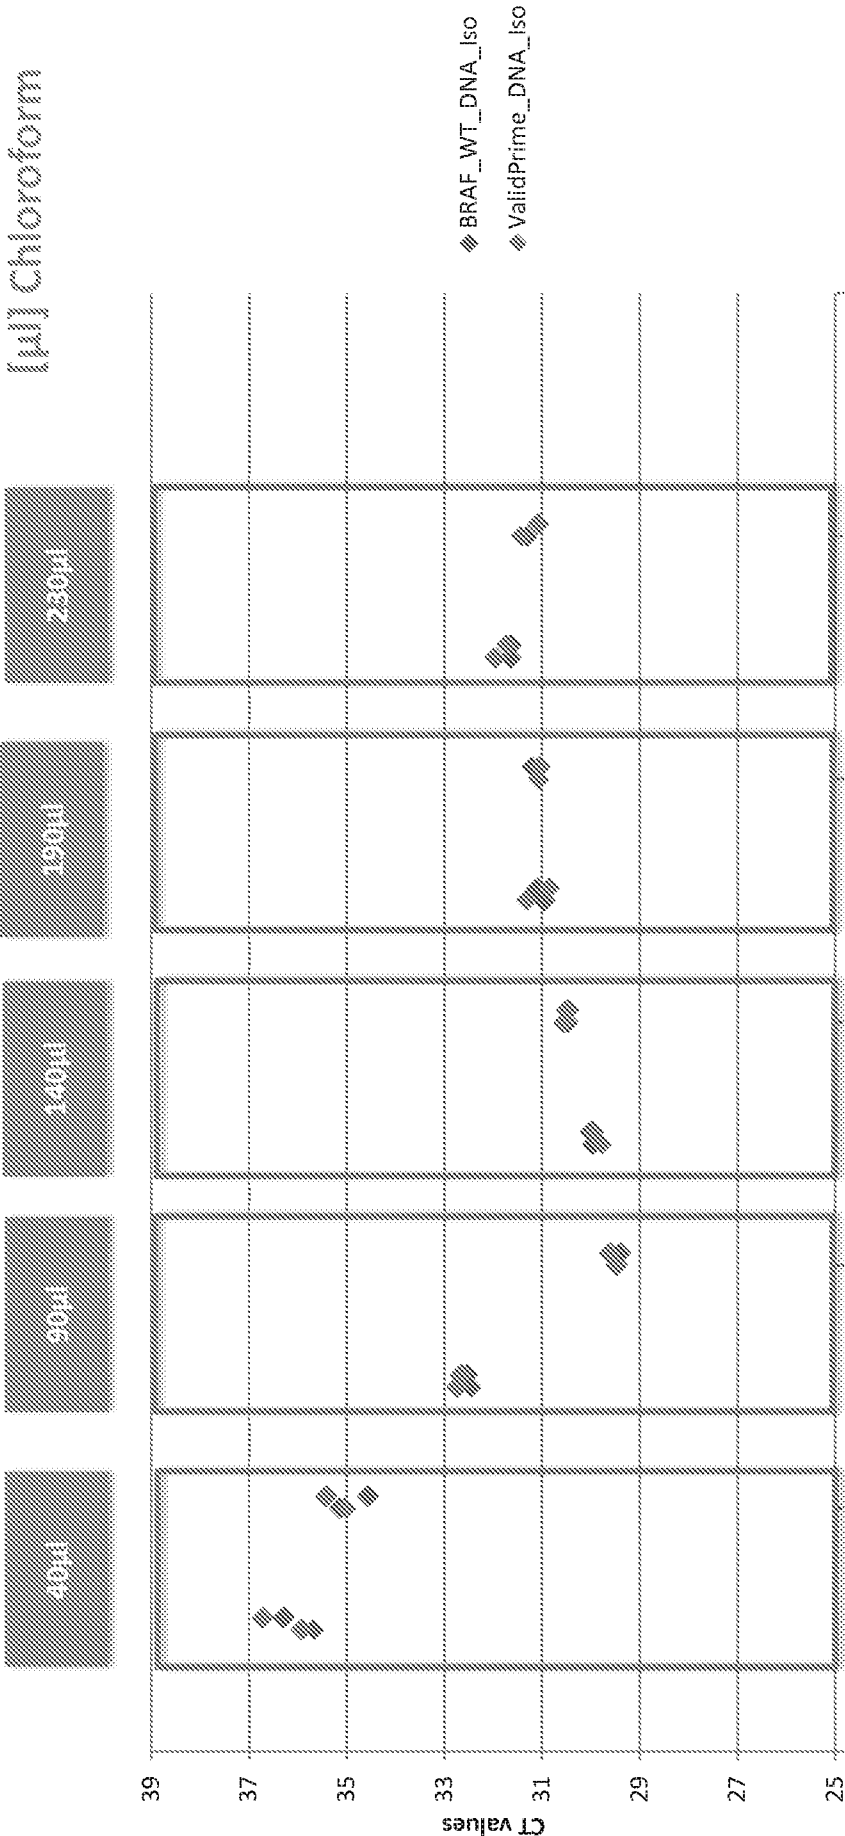 [µl] Chloroform
40µl
90µl
140µl
190µl
230µl
39
37
35
33
31
29
27
25
CT values
BRAF_WT_DNA_Iso
ValidPrime_DNA_Iso